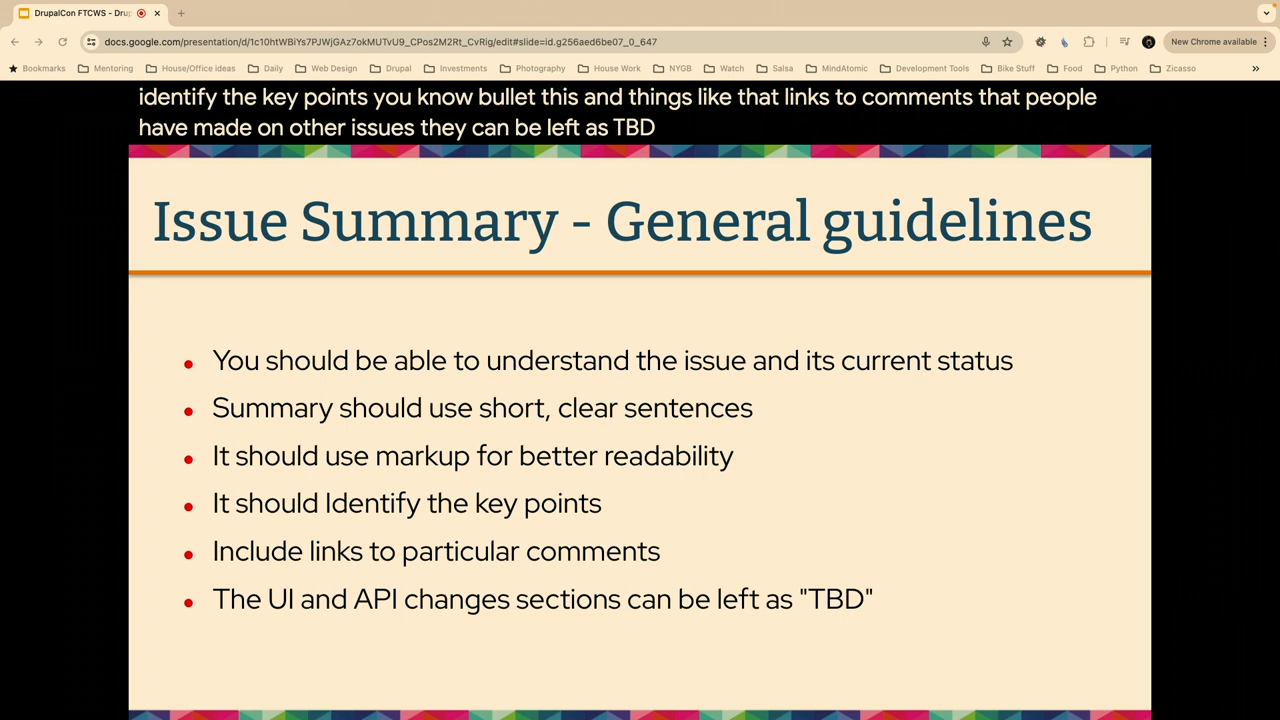 DrupalCon FTCWS - Drup
docs.google.com/presentation/d/1c10htWBiYs7PJWjGAz7okMUTvU9_CPos2M2Rt_CvRig/edit#slide=id.g256aed6be07_0_647
New Chrome available
Bookmarks Mentoring House/Office ideas Daily Web Design Drupal Investments Photography House Work NYGB Watch Salsa MindAtomic Development Tools Bike Stuff Food Python Zicasso
identify the key points you know bullet this and things like that links to comments that people
have made on other issues they can be left as TBD
Issue Summary - General guidelines
• You should be able to understand the issue and its current status
• Summary should use short, clear sentences
• It should use markup for better readability
• It should Identify the key points
• Include links to particular comments
• The UI and API changes sections can be left as "TBD"